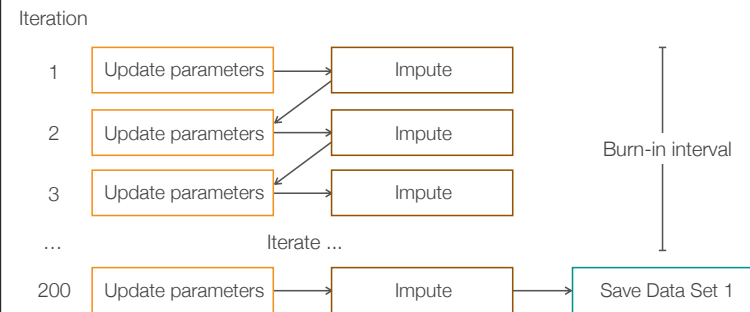 Iteration
1 Update parameters Impute
2 Update parameters Impute
Burn-in interval
3 Update parameters Impute
... Iterate ...
200 Update parameters Impute Save Data Set 1